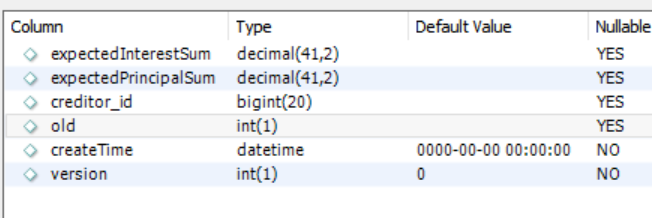 Column Type Default Value Nullable
expectedInterestSum decimal(41,2) YES
expectedPrincipalSum decimal(41,2) YES
creditor_id bigint(20) YES
old int(1) YES
createTime datetime 0000-00-00 00:00:00 NO
version int(1) 0 NO